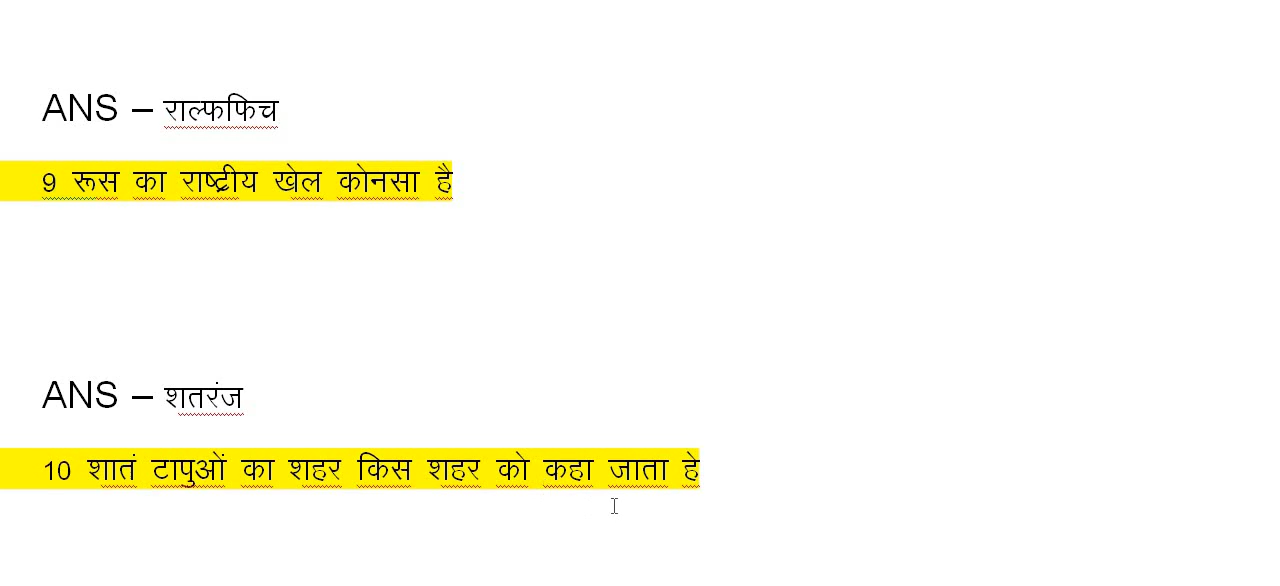 ANS – राल्फफिच
9 रूस का राष्ट्रीय खेल कोनसा है
ANS – शतरंज
10 शातं टापुओं का शहर किस शहर को कहा जाता हे